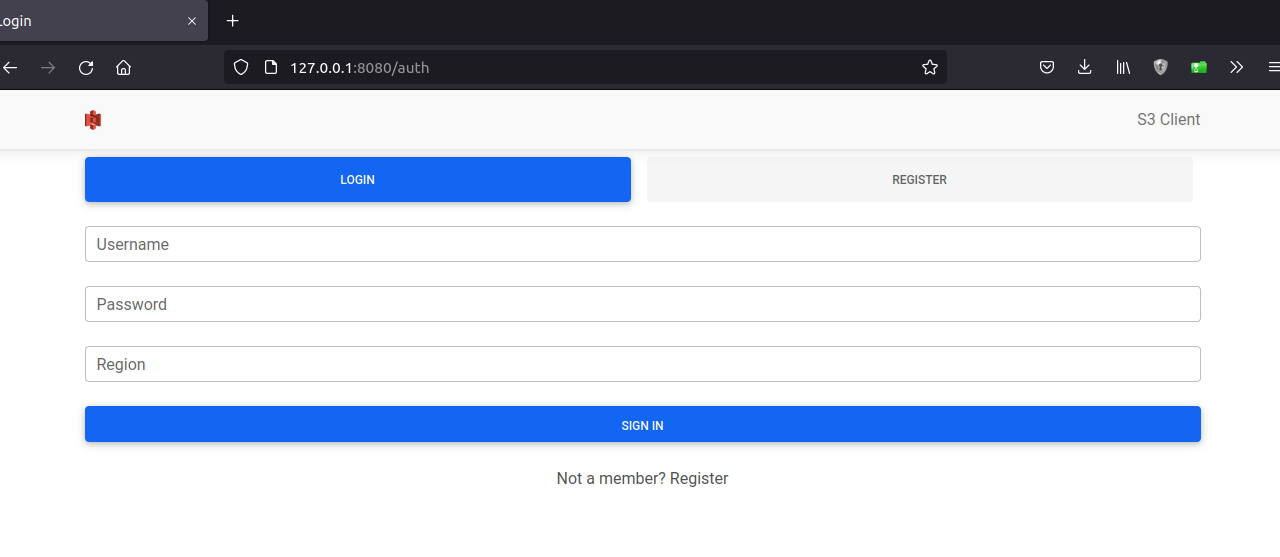 Login
127.0.0.1:8080/auth
S3 Client
LOGIN
REGISTER
Username
Password
Region
SIGN IN
Not a member? Register